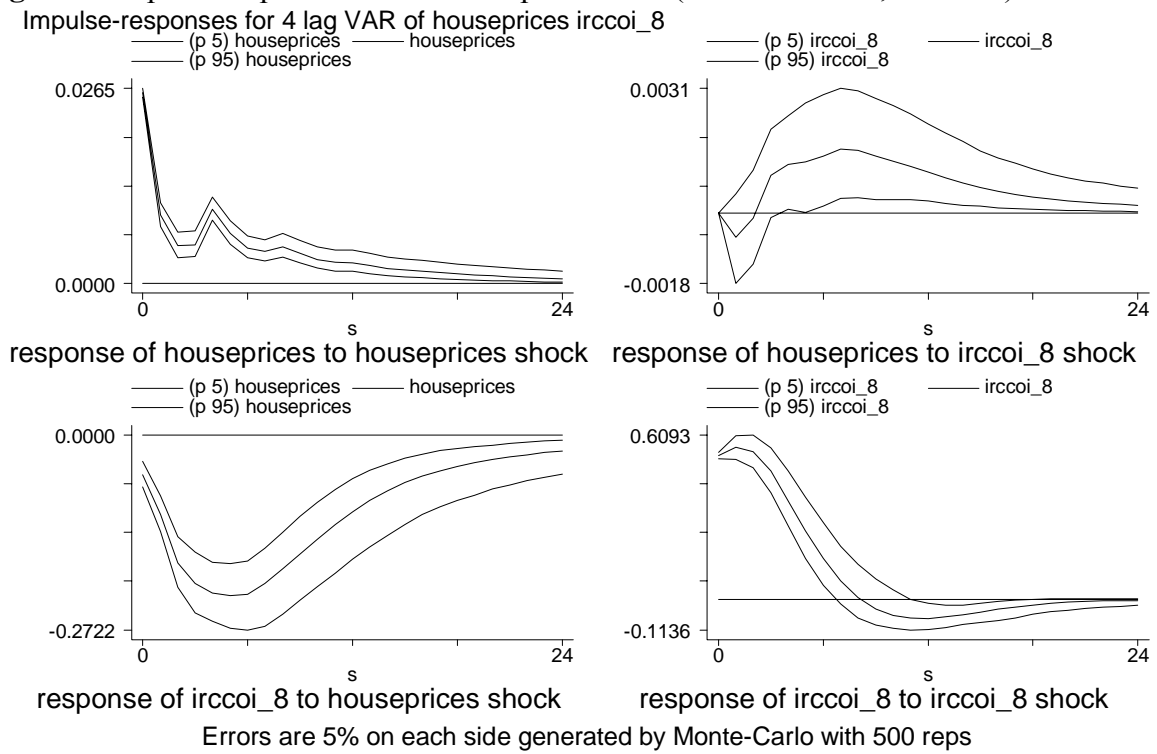 Impulse-responses for 4 lag VAR of houseprices irccoi_8
(p 5) houseprices houseprices
(p 95) houseprices
0.0265
0.0000
0 24
s
response of houseprices to houseprices shock
(p 5) irccoi_8 irccoi_8
(p 95) irccoi_8
0.0031
-0.0018
0 24
s
response of houseprices to irccoi_8 shock
(p 5) houseprices houseprices
(p 95) houseprices
0.0000
-0.2722
0 24
s
response of irccoi_8 to houseprices shock
(p 5) irccoi_8 irccoi_8
(p 95) irccoi_8
0.6093
-0.1136
0 24
s
response of irccoi_8 to irccoi_8 shock
Errors are 5% on each side generated by Monte-Carlo with 500 reps